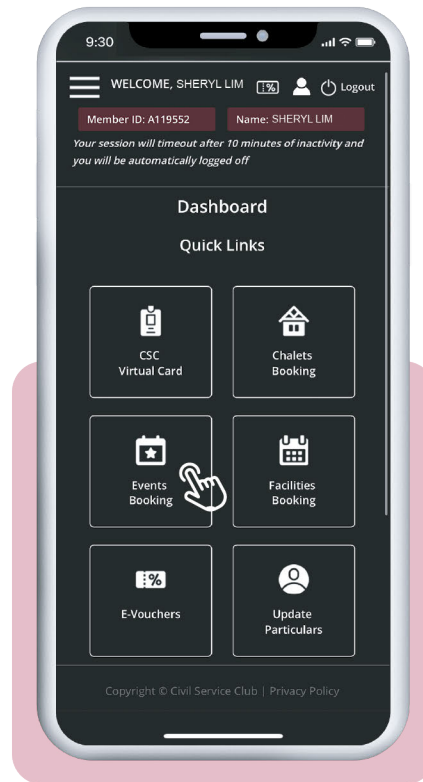 9:30
WELCOME, SHERYL LIM % Logout
Member ID: A119552 Name: SHERYL LIM
Your session will timeout after 10 minutes of inactivity and
you will be automatically logged off
Dashboard
Quick Links
CSC
Virtual Card
Chalets
Booking
Events
Booking
Facilities
Booking
%
E-Vouchers
Update
Particulars
Copyright © Civil Service Club | Privacy Policy